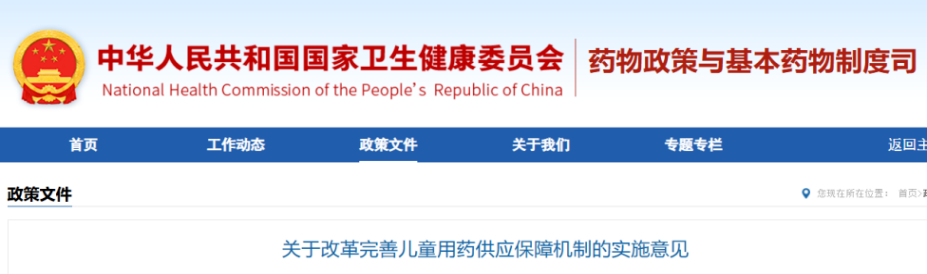 中华人民共和国国家卫生健康委员会 药物政策与基本药物制度司
National Health Commission of the People's Republic of China
首页 工作动态 政策文件 关于我们 专题专栏 返回主
政策文件 您现在所在位置： 首页>
关于改革完善儿童用药供应保障机制的实施意见